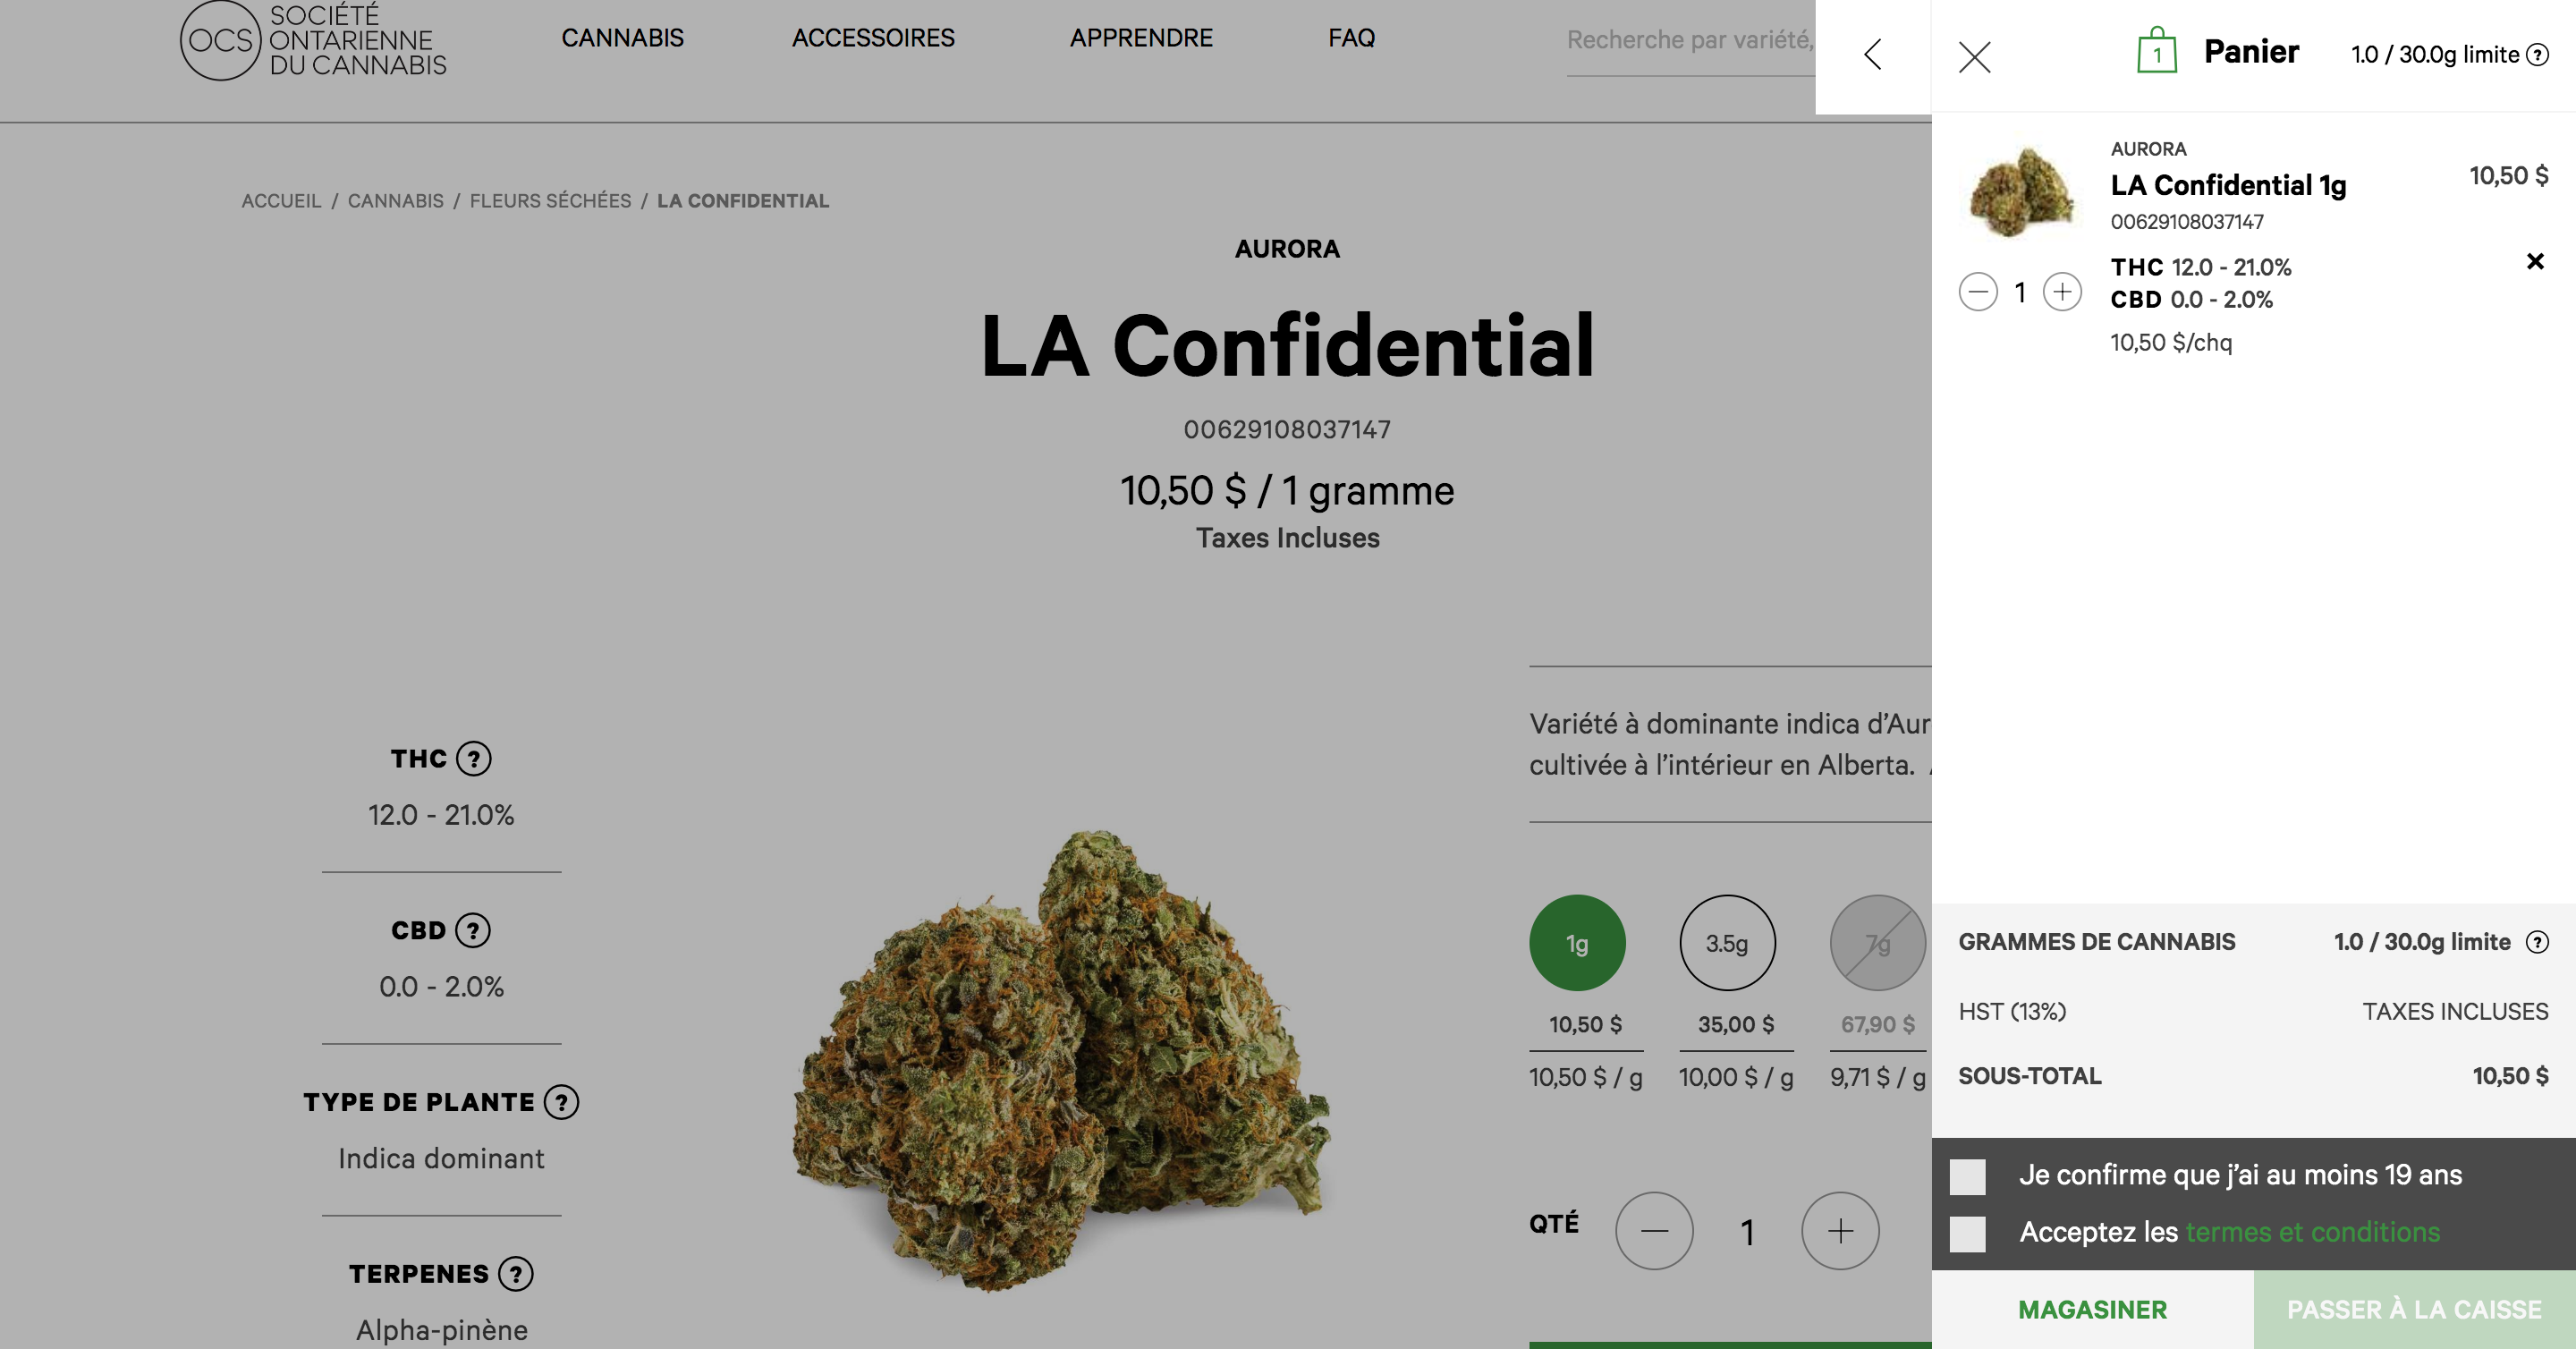 OCS
SOCIÉTÉ
ONTARIENNE
DU CANNABIS
CANNABIS
ACCESSOIRES
APPRENDRE
FAQ
Recherche par variété,
ACCUEIL / CANNABIS / FLEURS SÉCHÉES / LA CONFIDENTIAL
AURORA
LA Confidential
00629108037147
10,50 $ / 1 gramme
Taxes Incluses
THC ?
12.0 - 21.0%
CBD ?
0.0 - 2.0%
TYPE DE PLANTE ?
Indica dominant
TERPENES ?
Alpha-pinène
Variété à dominante indica d’Aur
cultivée à l’intérieur en Alberta.
1g 3.5g 7g
10,50 $ 35,00 $ 67,90 $
10,50 $ / g 10,00 $ / g 9,71 $ / g
QTÉ 1
1 Panier 1.0 / 30.0g limite ?
AURORA
LA Confidential 1g 10,50 $
00629108037147
THC 12.0 - 21.0%
1 CBD 0.0 - 2.0%
10,50 $/chq
GRAMMES DE CANNABIS 1.0 / 30.0g limite ?
HST (13%) TAXES INCLUSES
SOUS-TOTAL 10,50 $
Je confirme que j’ai au moins 19 ans
Acceptez les termes et conditions
MAGASINER PASSER À LA CAISSE